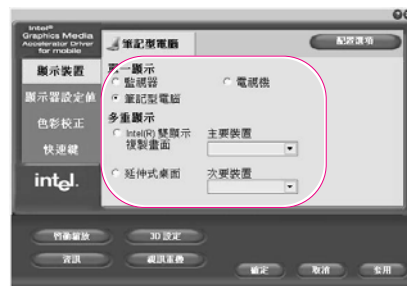 Intel®
Graphics Media
Accelerator Driver
for mobile
筆記型電腦
配置選項
顯示裝置
單一顯示
監視器
電視機
顯示器設定值
筆記型電腦
多重顯示
色彩校正
Intel(R) 雙顯示
複製畫面
主要裝置
快速鍵
延伸式桌面
次要裝置
intel.
3D 設定
資訊
視訊重疊
確定
取消
套用